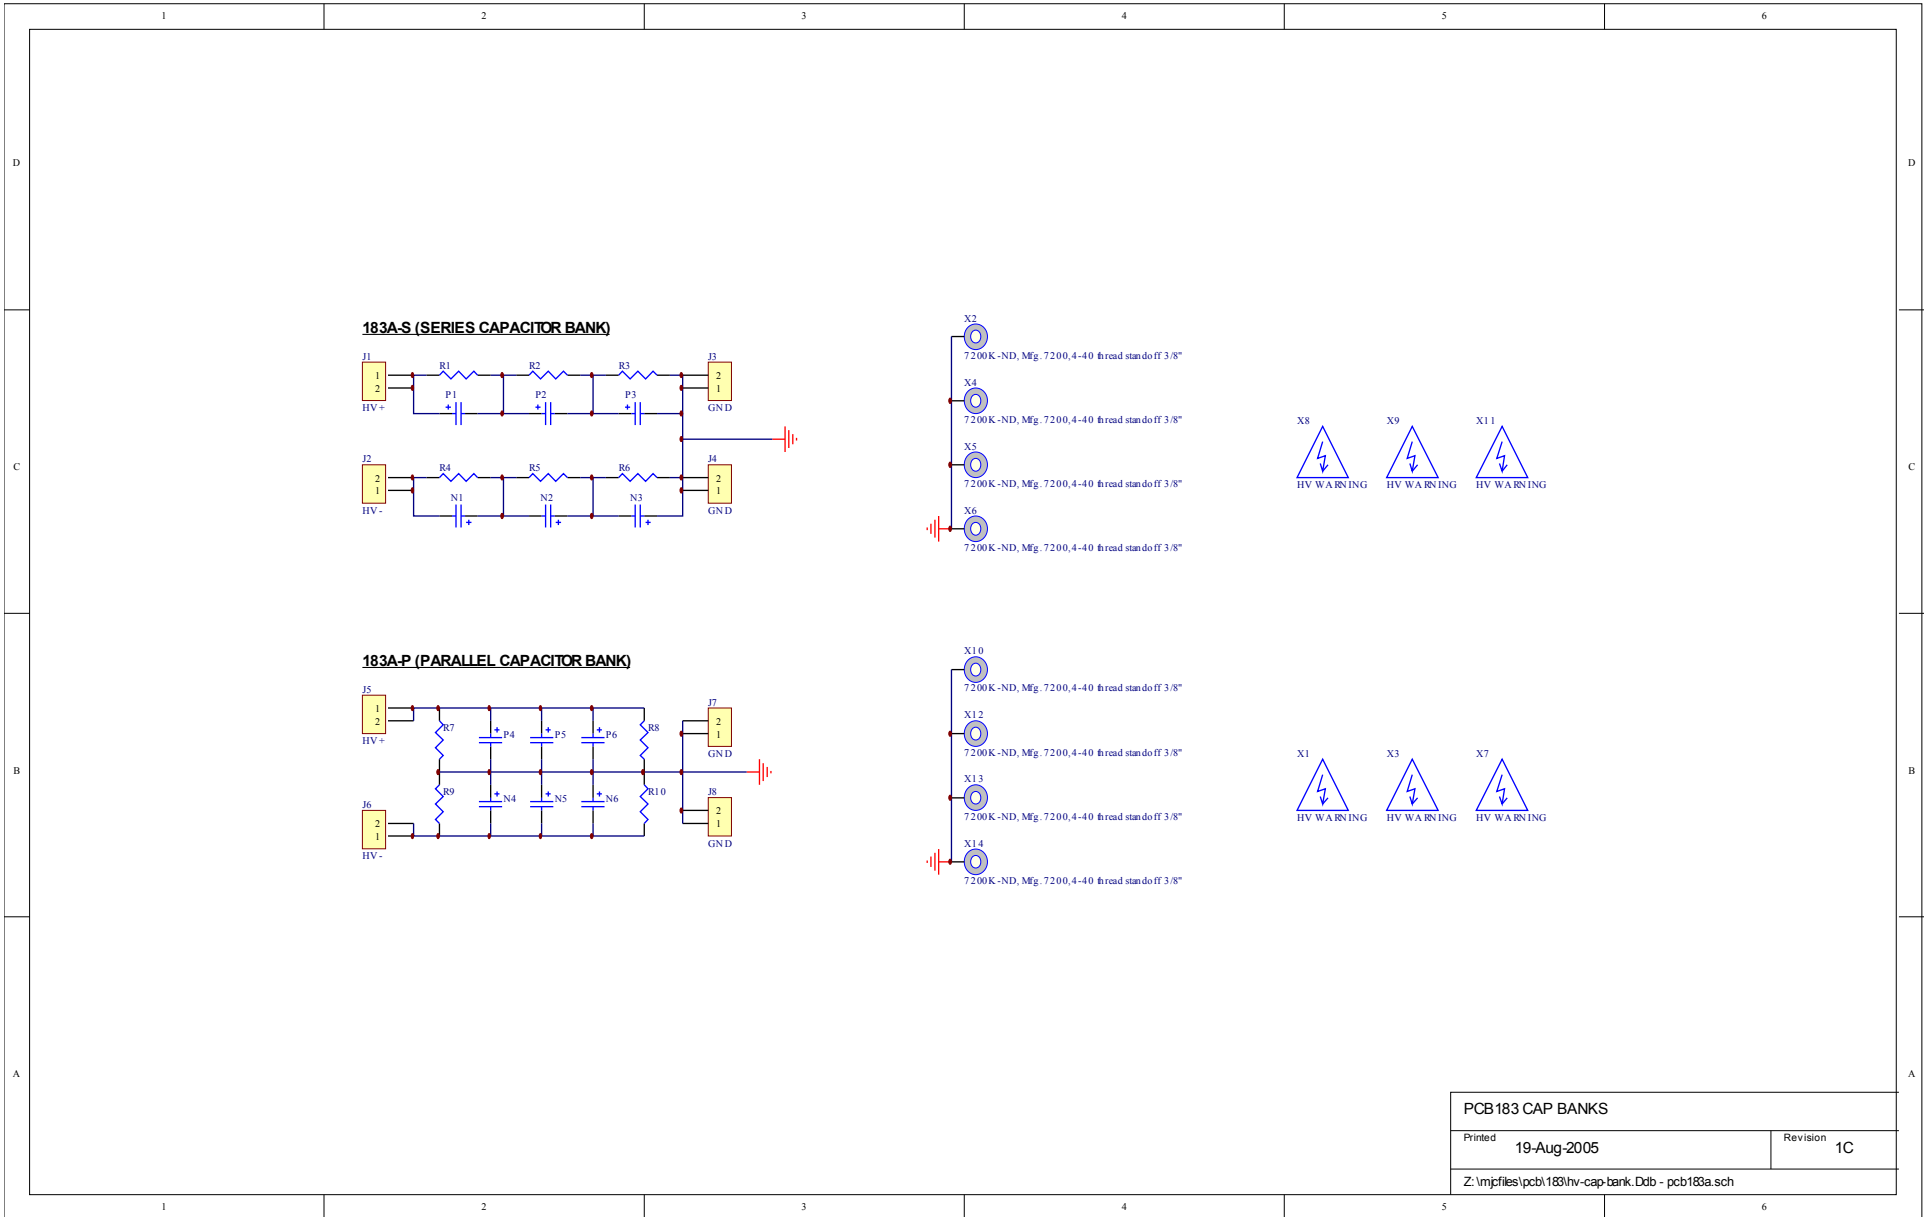 1 2 3 4 5 6
D D
183A-S (SERIES CAPACITOR BANK)
J1
1
2
HV+
R1 R2 R3
P1 P2 P3
+ + +
J3
2
1
GND
J2
2
1
HV-
R4 R5 R6
N1 N2 N3
+ + +
J4
2
1
GND
X2
7200K-ND, Mfg. 7200, 4-40 thread standoff 3/8"
X4
7200K-ND, Mfg. 7200, 4-40 thread standoff 3/8"
X5
7200K-ND, Mfg. 7200, 4-40 thread standoff 3/8"
X6
7200K-ND, Mfg. 7200, 4-40 thread standoff 3/8"
X8 X9 X11
HV WARNING HV WARNING HV WARNING
C C
183A-P (PARALLEL CAPACITOR BANK)
J5
1
2
HV+
R7 P4 P5 P6 R8
+ + +
J7
2
1
GND
R9 N4 N5 N6 R10
+ + +
J6
2
1
HV-
J8
2
1
GND
X10
7200K-ND, Mfg. 7200, 4-40 thread standoff 3/8"
X12
7200K-ND, Mfg. 7200, 4-40 thread standoff 3/8"
X13
7200K-ND, Mfg. 7200, 4-40 thread standoff 3/8"
X14
7200K-ND, Mfg. 7200, 4-40 thread standoff 3/8"
X1 X3 X7
HV WARNING HV WARNING HV WARNING
B B
A A
PCB183 CAP BANKS
Printed 19-Aug-2005
Revision 1C
Z:\mjcfiles\pcb\183\hv-cap-bank.Ddb - pcb183a.sch
1 2 3 4 5 6